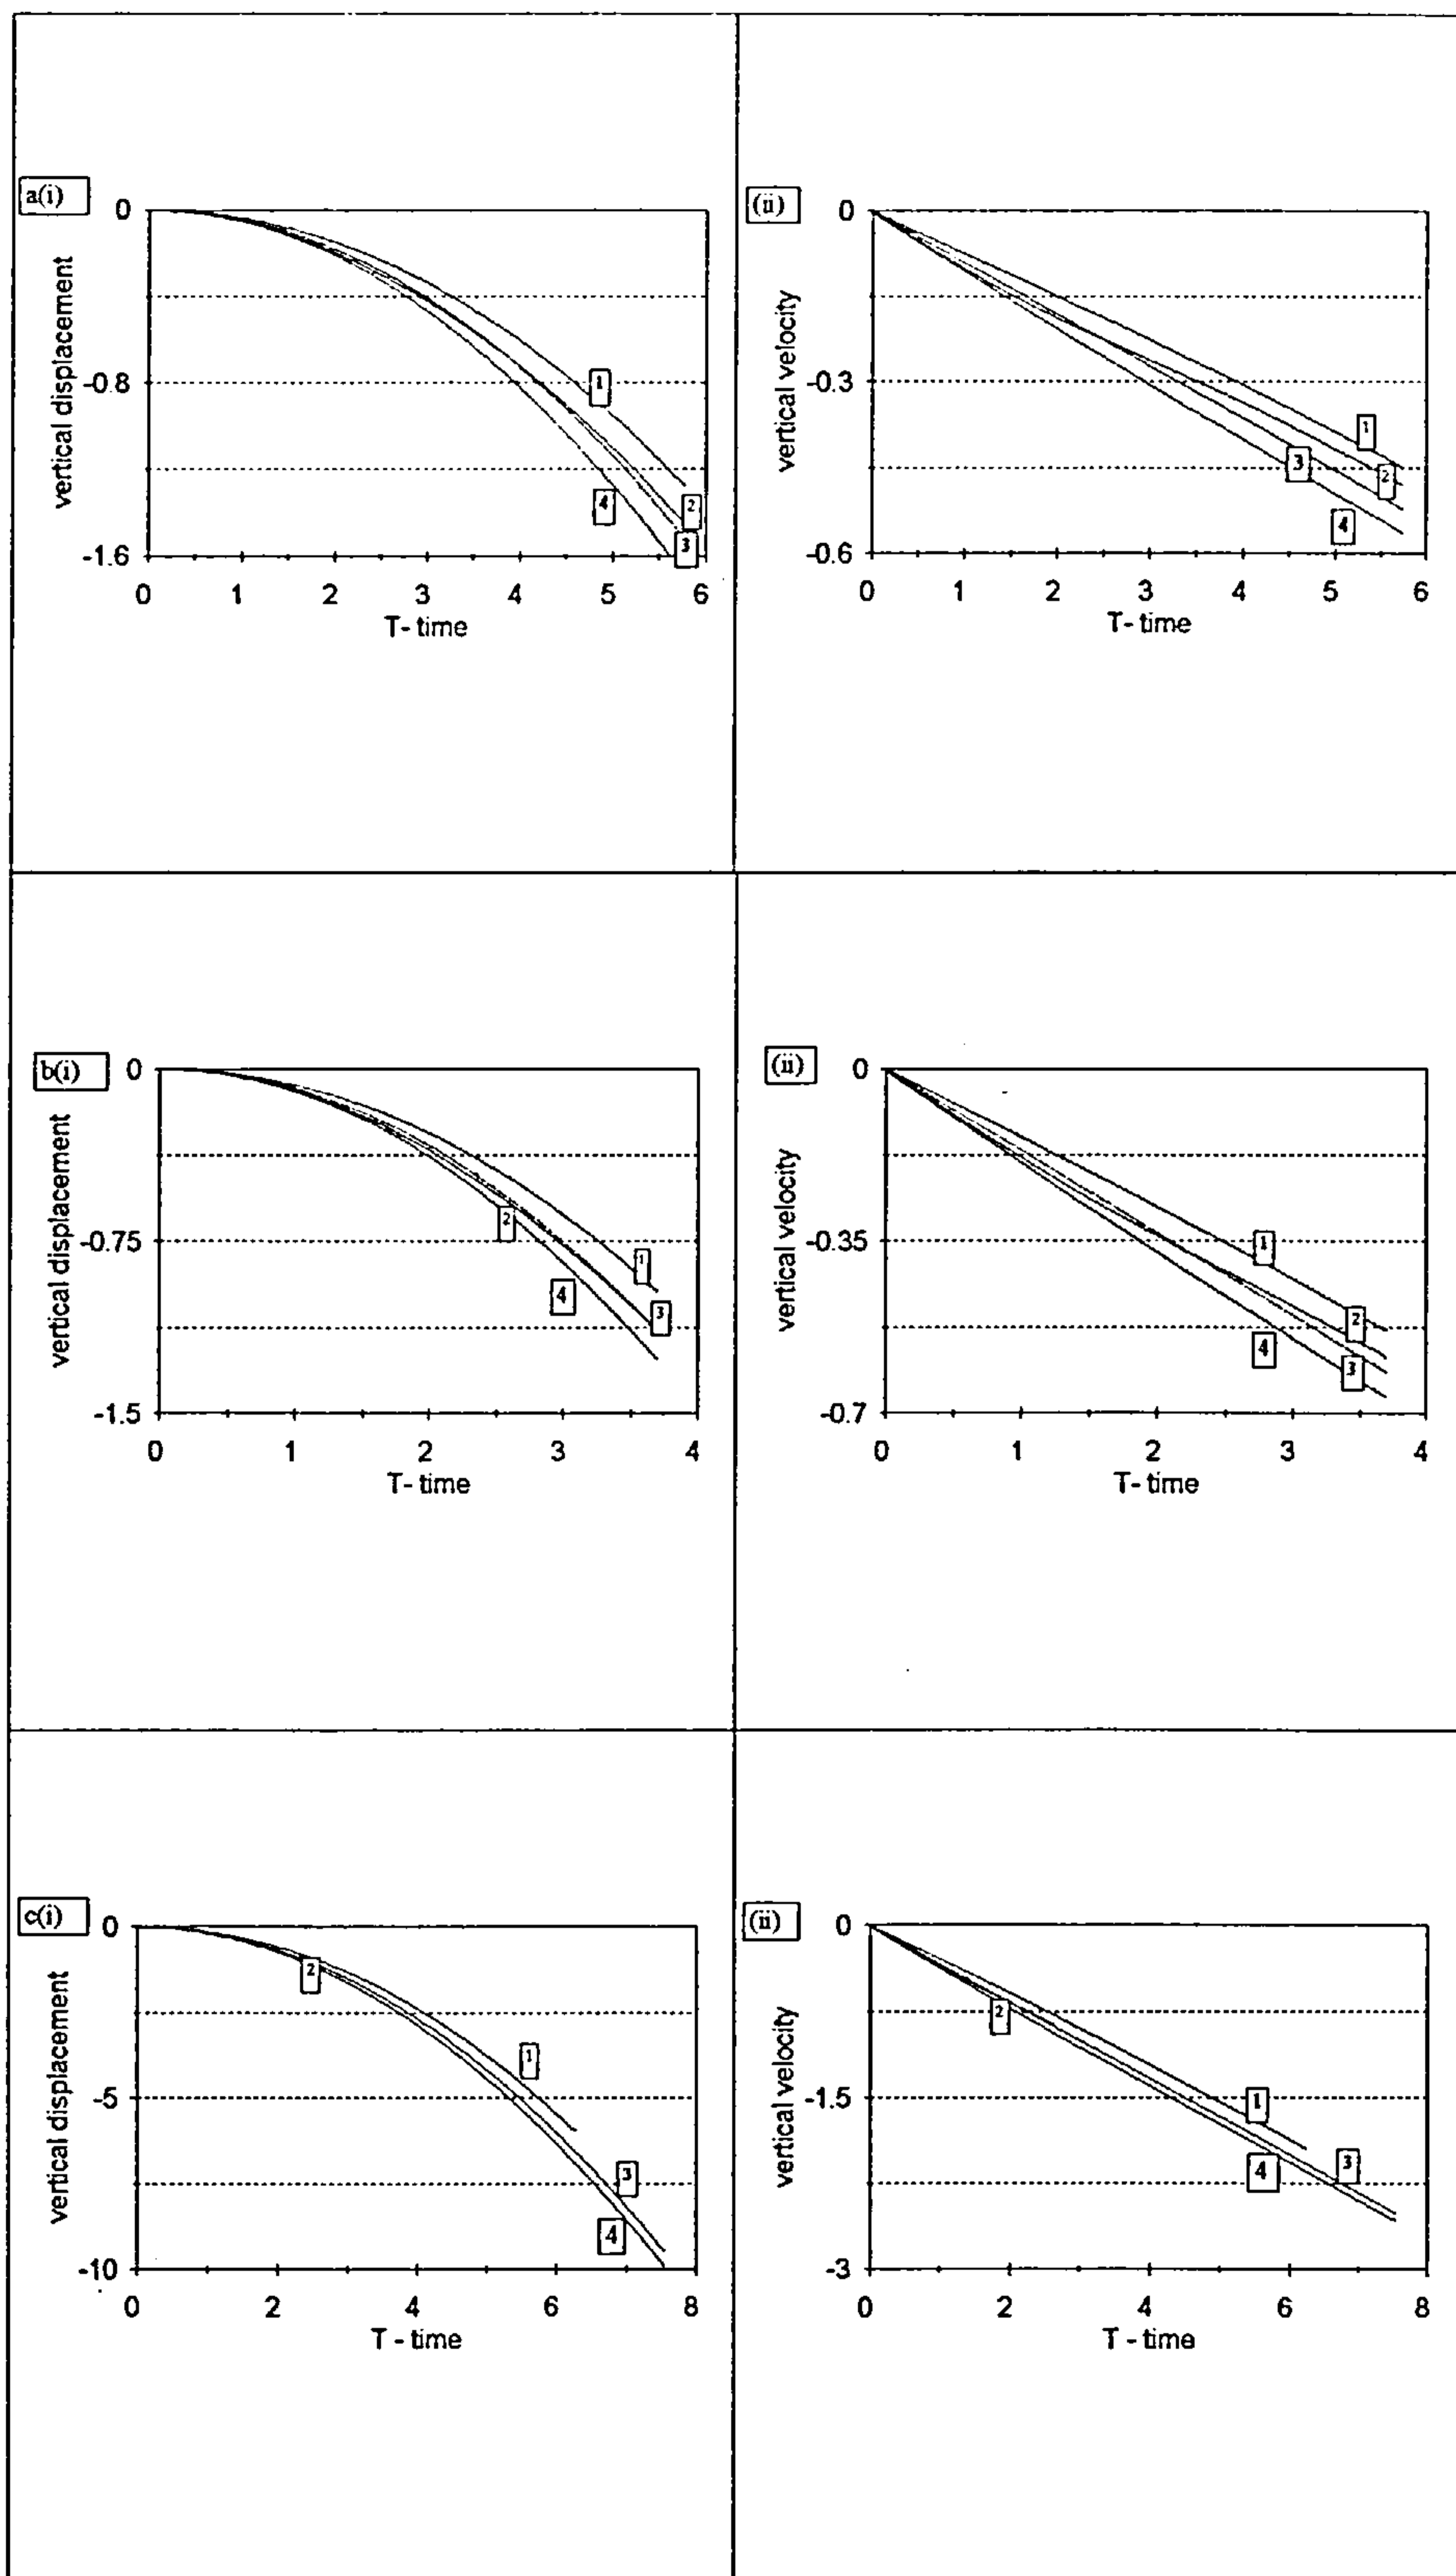 a(i)
vertical displacement
0
-0.8
-1.6
1
2
3
4
0 1 2 3 4 5 6
T- time
(ii)
vertical velocity
0
-0.3
-0.6
1
3
2
4
0 1 2 3 4 5 6
T- time
b(i)
vertical displacement
0
-0.75
-1.5
2
1
4
3
0 1 2 3 4
T- time
(ii)
vertical velocity
0
-0.35
-0.7
1
2
4
3
0 1 2 3 4
T- time
c(i)
vertical displacement
0
-5
-10
2
1
3
4
0 2 4 6 8
T - time
(ii)
vertical velocity
0
-1.5
-3
2
1
4
3
0 2 4 6 8
T - time